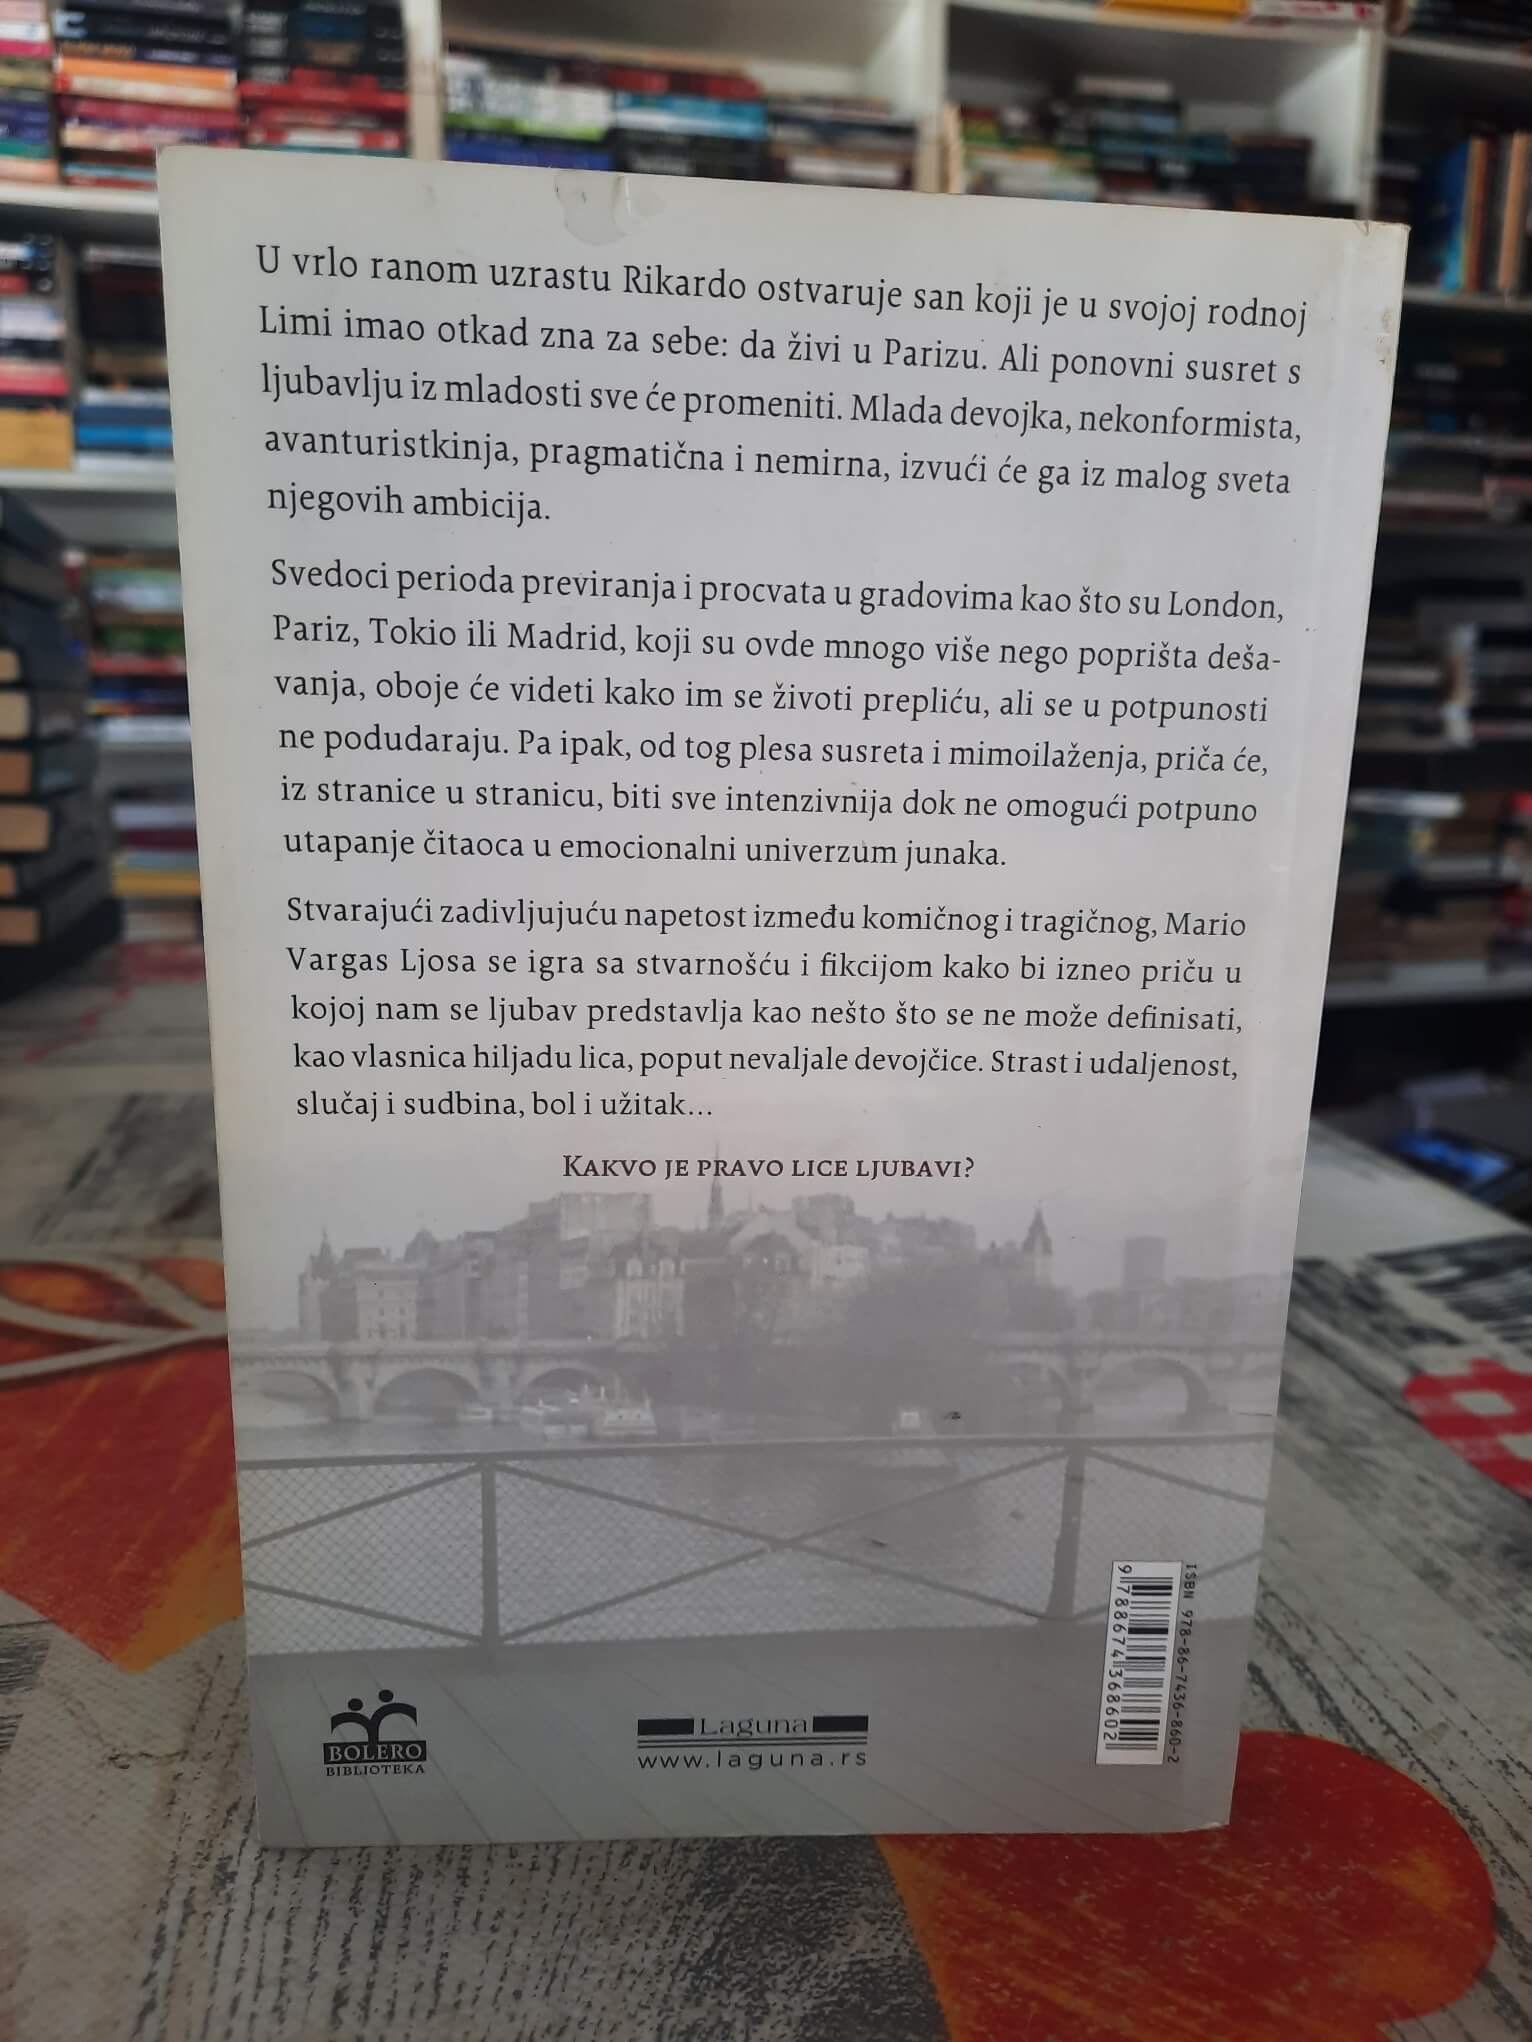 U vrlo ranom uzrastu Rikardo ostvaruje san koji je u svojoj rodnoj
Limi imao otkad zna za sebe: da živi u Parizu. Ali ponovni susret s
ljubavlju iz mladosti sve će promeniti. Mlada devojka, nekonformista,
avanturistkinja, pragmatična i nemirna, izvući će ga iz malog sveta
njegovih ambicija.
Svedoci perioda previranja i procvata u gradovima kao što su London,
Pariz, Tokio ili Madrid, koji su ovde mnogo više nego poprišta deša-
vanja, oboje će videti kako im se životi prepliću, ali se u potpunosti
ne podudaraju. Pa ipak, od tog plesa susreta i mimoilaženja, priča će,
iz stranice u stranicu, biti sve intenzivnija dok ne omogući potpuno
utapanje čitaoca u emocionalni univerzum junaka.
Stvarajući zadivljujuću napetost između komičnog i tragičnog, Mario
Vargas Ljosa se igra sa stvarnošću i fikcijom kako bi izneo priču u
kojoj nam se ljubav predstavlja kao nešto što se ne može definisati,
kao vlasnica hiljadu lica, poput nevaljale devojčice. Strast i udaljenost,
slučaj i sudbina, bol i užitak...
KAKVO JE PRAVO LICE LJUBAVI?
BOLERO
BIBLIOTEKA
Laguna
www.laguna.rs
ISBN 978-86-7436-860-2
9788674368602